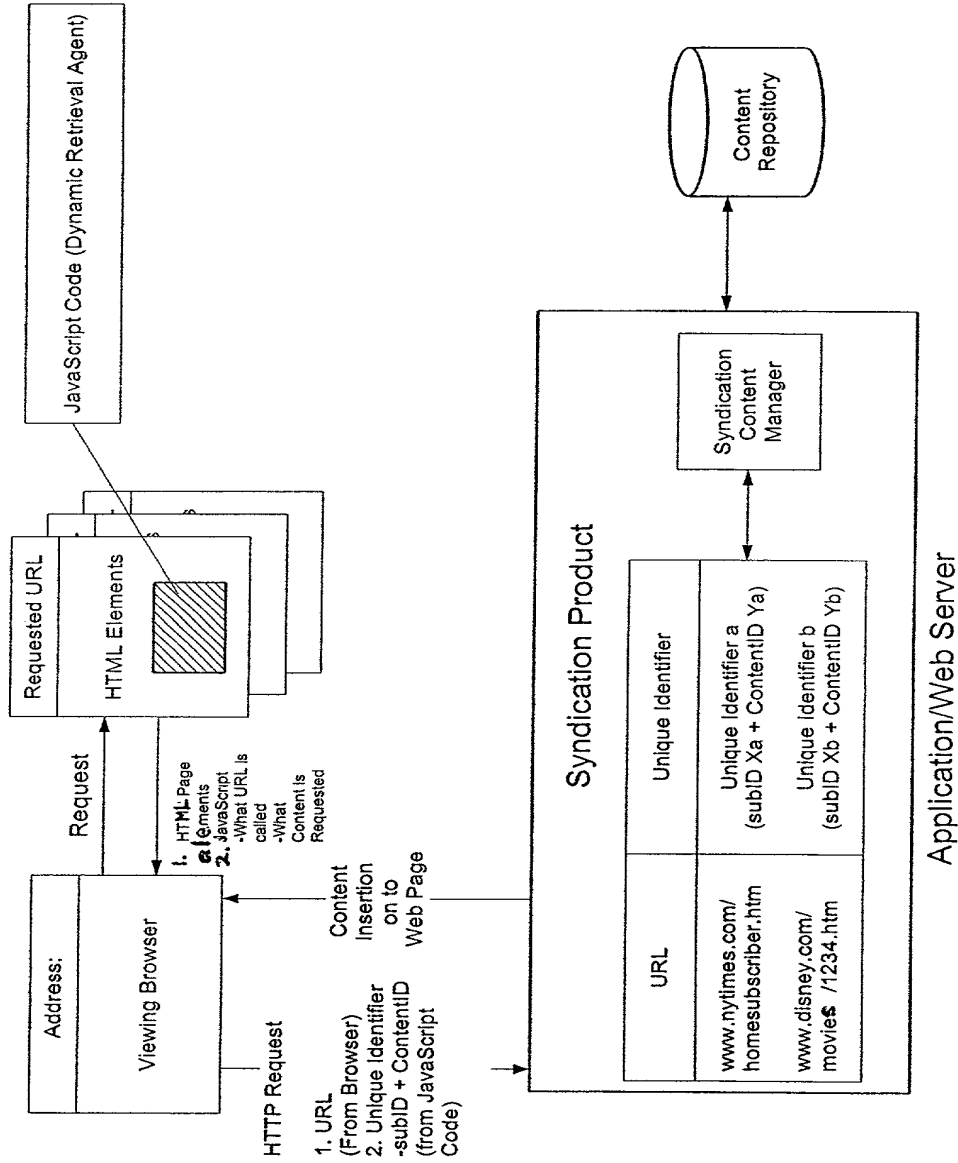 Address:
Viewing Browser
Request
Requested URL
HTML Elements
JavaScript Code (Dynamic Retrieval Agent)
1. HTML Page
elements
2. JavaScript
-What URL is
called
-What
Content Is
Requested
HTTP Request
1. URL
(From Browser)
2. Unique Identifier
-subID + ContentID
(from JavaScript
Code)
Content
Insertion
on to
Web Page
Syndication Product
URL
Unique Identifier
www.nytimes.com/
homesubscriber.htm
Unique Identifier a
(subID Xa + ContentID Ya)
www.disney.com/
movies /1234.htm
Unique Identifier b
(subID Xb + ContentID Yb)
Syndication
Content
Manager
Content
Repository
Application/Web Server